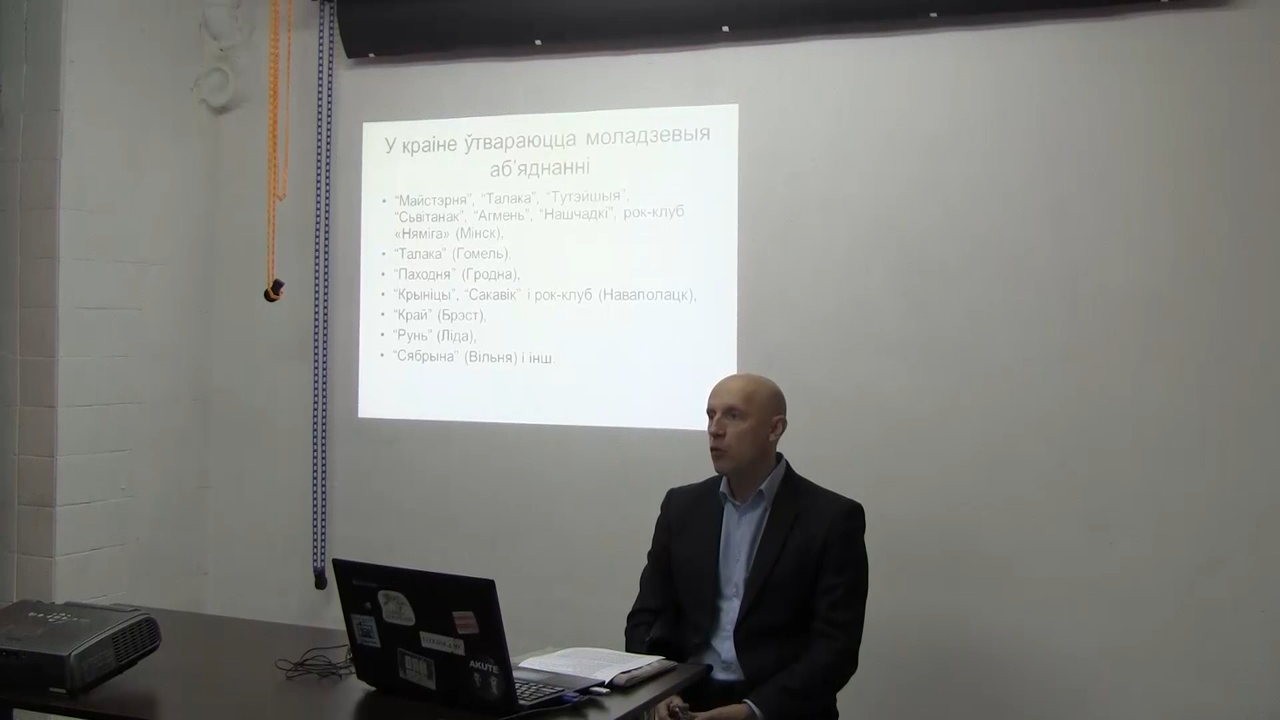 У краіне ўтвараюцца моладзевыя
аб'яднанні
• “Майстэрня”, “Талака”, “Тутэйшыя”,
“Сьвітанак”, “Агмень”, “Нашчадкі”, рок-клуб
«Няміга» (Мінск),
• “Талака” (Гомель),
• “Паходня” (Гродна),
• “Крыніцы”, “Сакавік” і рок-клуб (Наваполацк),
• “Край” (Брэст),
• “Рунь” (Ліда),
• “Сябрына” (Вільня) і інш.
AKUTE